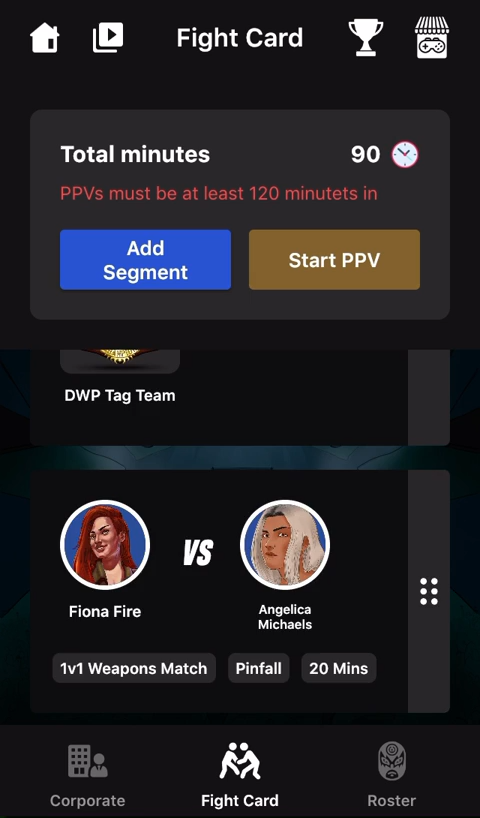 Fight Card
Total minutes 90
PPVs must be at least 120 minutets in
Add
Segment
Start PPV
DWP Tag Team
VS
Fiona Fire
Angelica
Michaels
1v1 Weapons Match Pinfall 20 Mins
Corporate Fight Card Roster